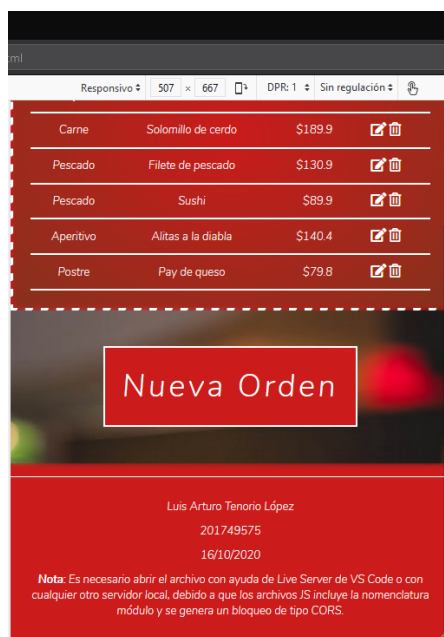 ml
Responsivo 507 × 667 DPR: 1 Sin regulación
Carne Solomillo de cerdo $189.9
Pescado Filete de pescado $130.9
Pescado Sushi $89.9
Aperitivo Alitas a la diabla $140.4
Postre Pay de queso $79.8
Nueva Orden
Luis Arturo Tenorio López
201749575
16/10/2020
Nota: Es necesario abrir el archivo con ayuda de Live Server de VS Code o con
cualquier otro servidor local, debido a que los archivos JS incluye la nomenclatura
módulo y se genera un bloqueo de tipo CORS.